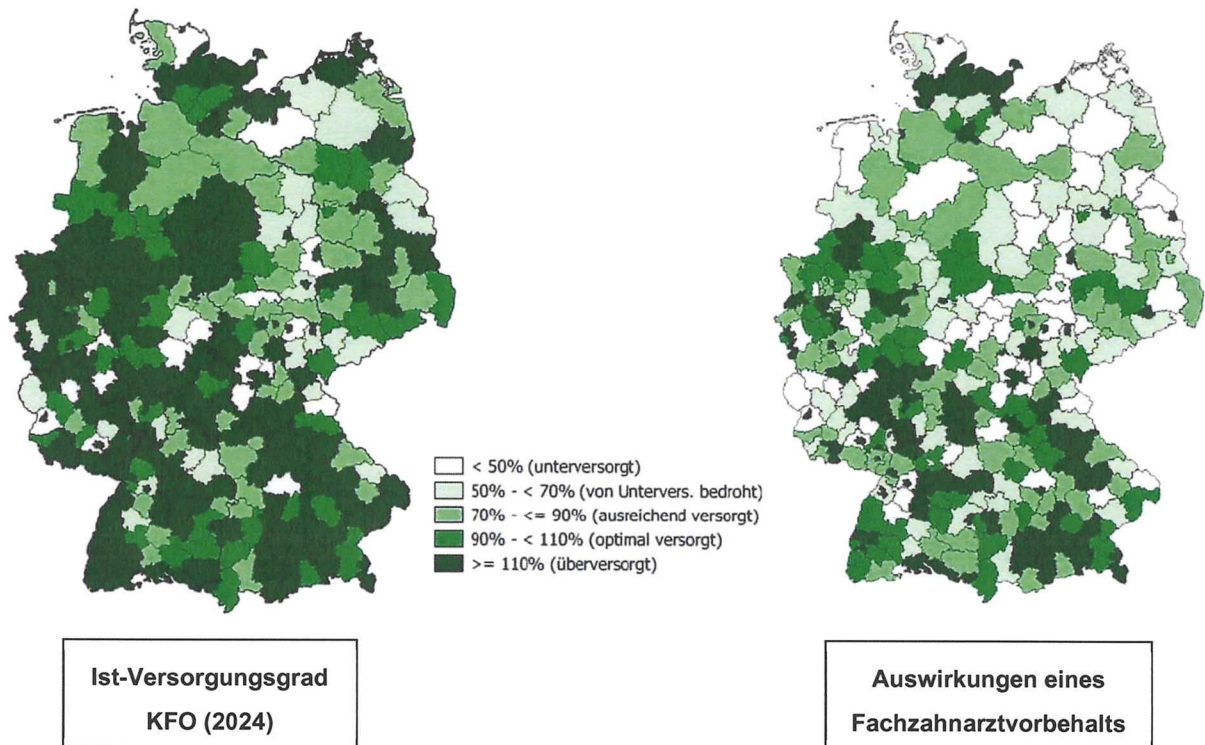 < 50% (unterversorgt)
50% - < 70% (von Untervers. bedroht)
70% - <= 90% (ausreichend versorgt)
90% - < 110% (optimal versorgt)
>= 110% (überversorgt)
Ist-Versorgungsgrad
KFO (2024)
Auswirkungen eines
Fachzahnarztvorbehalts